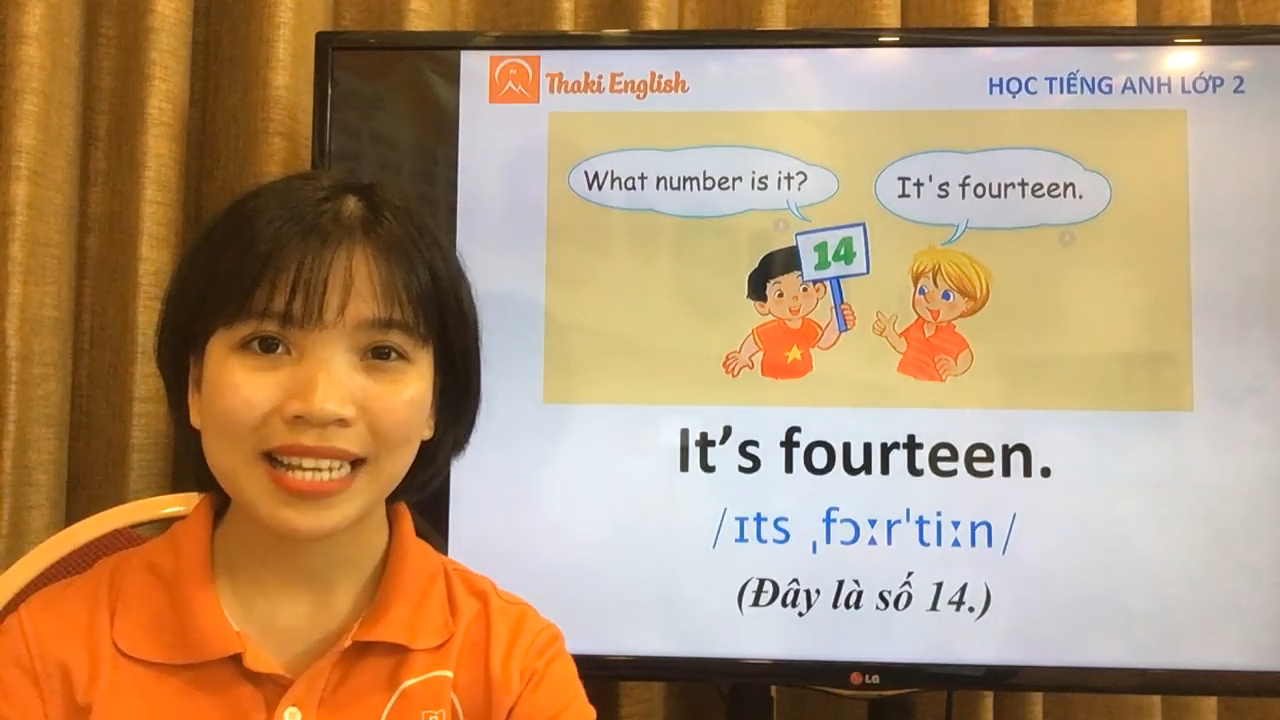 Thaki English
HỌC TIẾNG ANH LỚP 2
What number is it?
It's fourteen.
14
It's fourteen.
/ɪts ˌfɔːrˈtiːn/
(Đây là số 14.)
LG